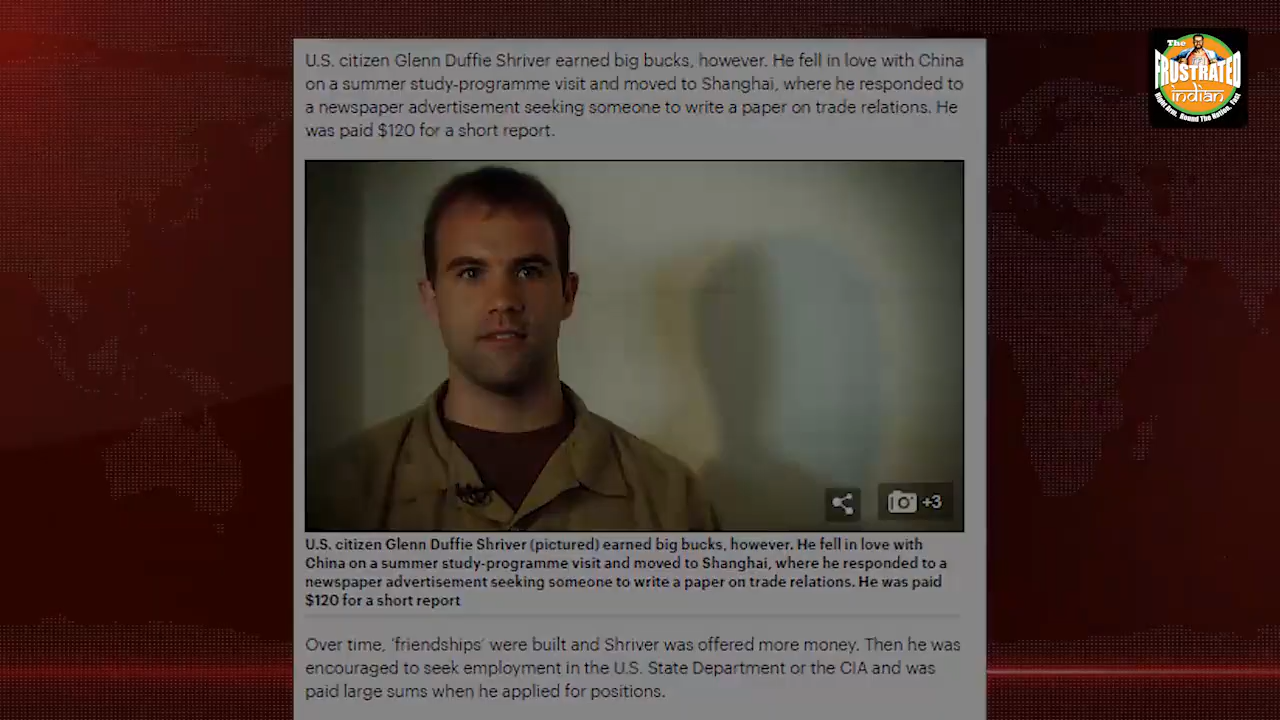 U.S. citizen Glenn Duffie Shriver earned big bucks, however. He fell in love with China
on a summer study-programme visit and moved to Shanghai, where he responded to
a newspaper advertisement seeking someone to write a paper on trade relations. He
was paid $120 for a short report.
The
FRUSTRATED
indian
Right Arm. Round The Nation. Fast
+3
U.S. citizen Glenn Duffie Shriver (pictured) earned big bucks, however. He fell in love with
China on a summer study-programme visit and moved to Shanghai, where he responded to a
newspaper advertisement seeking someone to write a paper on trade relations. He was paid
$120 for a short report
Over time, 'friendships' were built and Shriver was offered more money. Then he was
encouraged to seek employment in the U.S. State Department or the CIA and was
paid large sums when he applied for positions.